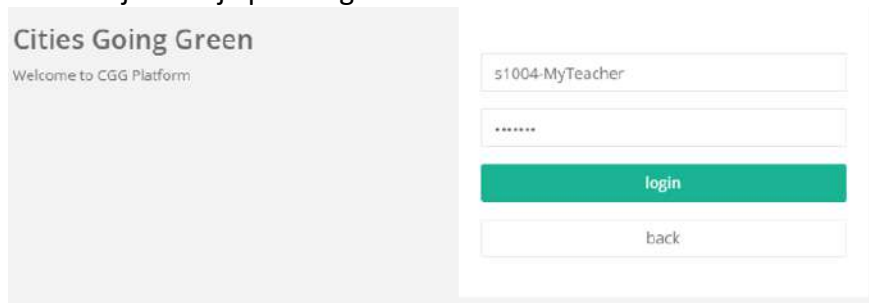 Cities Going Green
Welcome to CGG Platform
s1004-MyTeacher
•••••••
login
back